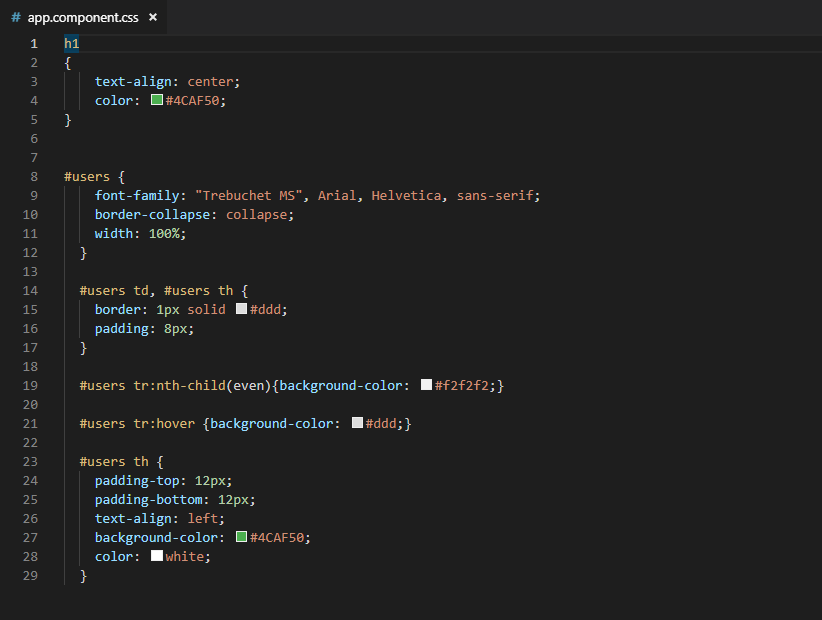 # app.component.css ×
1 h1
2 {
3     text-align: center;
4     color: #4CAF50;
5 }
6
7
8 #users {
9     font-family: "Trebuchet MS", Arial, Helvetica, sans-serif;
10     border-collapse: collapse;
11     width: 100%;
12   }
13
14   #users td, #users th {
15     border: 1px solid #ddd;
16     padding: 8px;
17   }
18
19   #users tr:nth-child(even){background-color: #f2f2f2;}
20
21   #users tr:hover {background-color: #ddd;}
22
23   #users th {
24     padding-top: 12px;
25     padding-bottom: 12px;
26     text-align: left;
27     background-color: #4CAF50;
28     color: white;
29   }